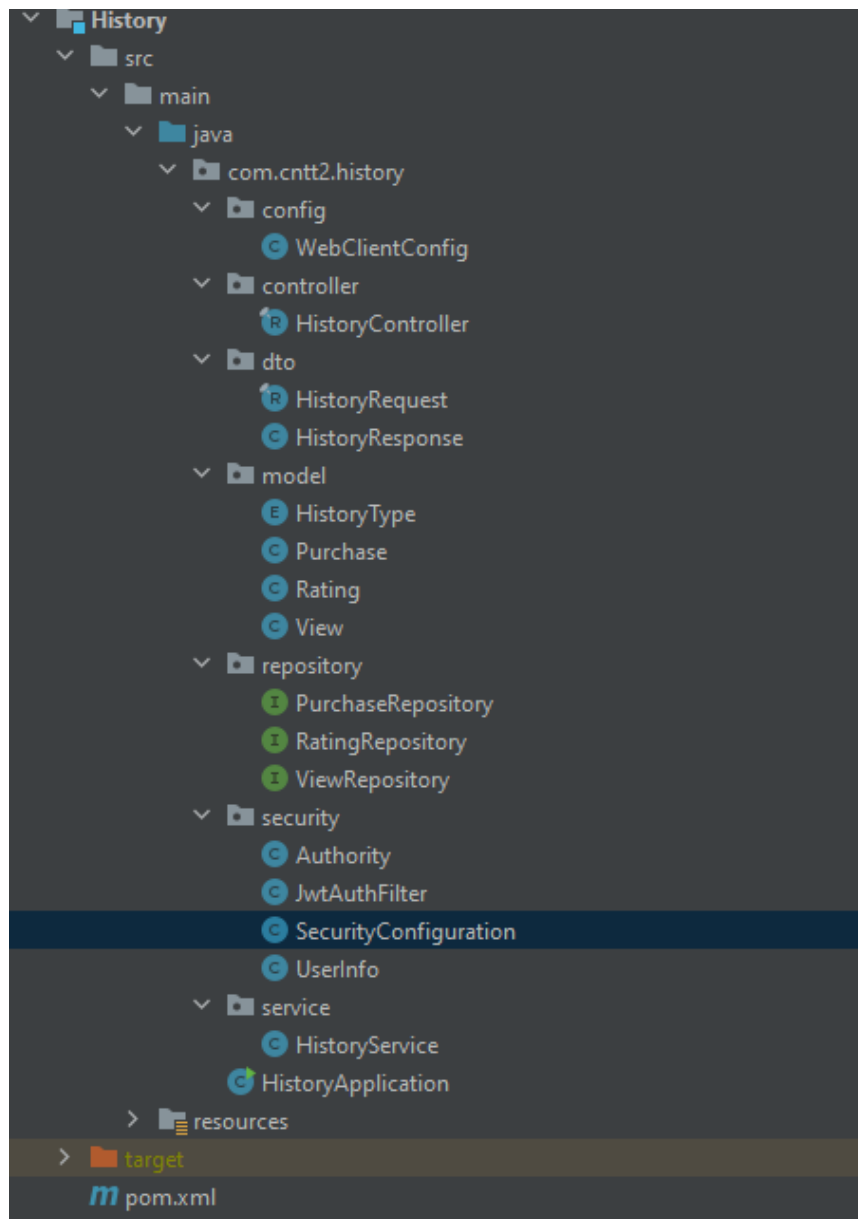 History
src
main
java
com.cntt2.history
config
C WebClientConfig
controller
R HistoryController
dto
R HistoryRequest
C HistoryResponse
model
E HistoryType
C Purchase
C Rating
C View
repository
I PurchaseRepository
I RatingRepository
I ViewRepository
security
C Authority
C JwtAuthFilter
C SecurityConfiguration
C UserInfo
service
C HistoryService
C HistoryApplication
resources
target
m pom.xml